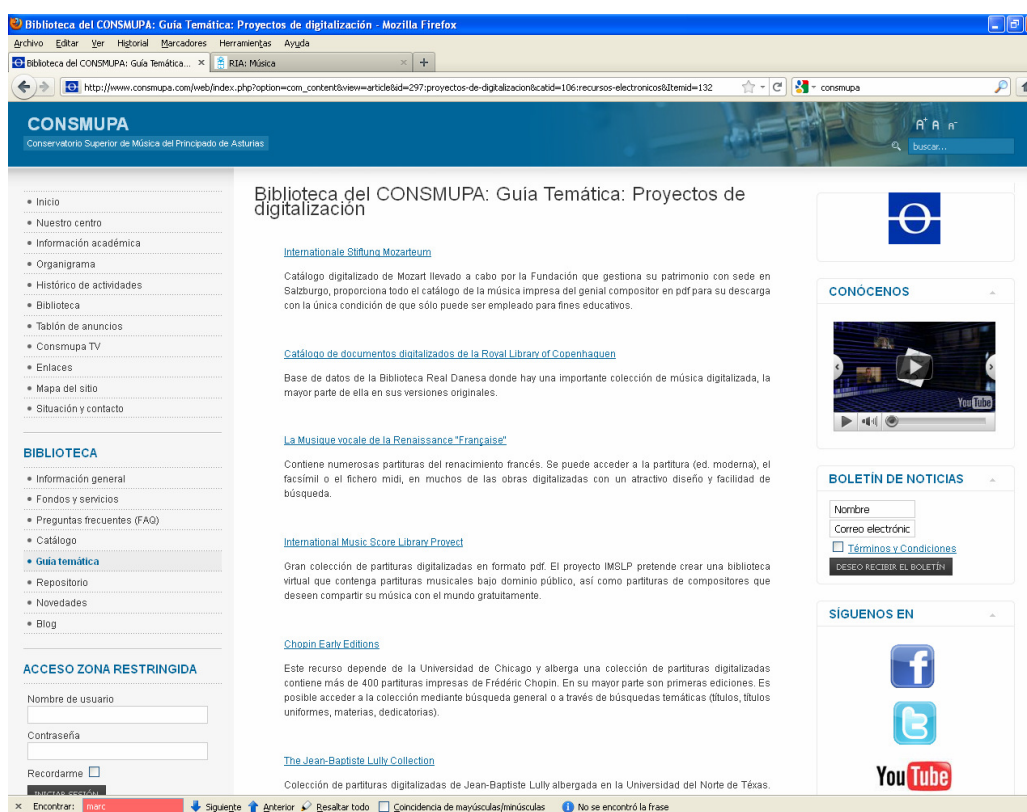 Biblioteca del CONSMUPA: Guía Temática: Proyectos de digitalización - Mozilla Firefox
Archivo Editar Ver Historial Marcadores Herramientas Ayuda
Biblioteca del CONSMUPA: Guía Temática... × RIA: Música × +
http://www.consmupa.com/web/index.php?option=com_content&view=article&id=297:proyectos-de-digitalizacion&catid=106:recursos-electronicos&Itemid=132 consmupa
CONSMUPA
Conservatorio Superior de Música del Principado de Asturias
A+ A A-
buscar...
Inicio
Nuestro centro
Información académica
Organigrama
Histórico de actividades
Biblioteca
Tablón de anuncios
Consmupa TV
Enlaces
Mapa del sitio
Situación y contacto
BIBLIOTECA
Información general
Fondos y servicios
Preguntas frecuentes (FAQ)
Catálogo
Guía temática
Repositorio
Novedades
Blog
ACCESO ZONA RESTRINGIDA
Nombre de usuario
Contraseña
Recordarme
INICIAR SESIÓN
Biblioteca del CONSMUPA: Guía Temática: Proyectos de
digitalización
Internationale Stiftung Mozarteum
Catálogo digitalizado de Mozart llevado a cabo por la Fundación que gestiona su patrimonio con sede en
Salzburgo, proporciona todo el catálogo de la música impresa del genial compositor en pdf para su descarga
con la única condición de que sólo puede ser empleado para fines educativos.
Catálogo de documentos digitalizados de la Royal Library of Copenhaguen
Base de datos de la Biblioteca Real Danesa donde hay una importante colección de música digitalizada, la
mayor parte de ella en sus versiones originales.
La Musique vocale de la Renaissance "Française"
Contiene numerosas partituras del renacimiento francés. Se puede acceder a la partitura (ed. moderna), el
facsímil o el fichero midi, en muchos de las obras digitalizadas con un atractivo diseño y facilidad de
búsqueda.
International Music Score Library Proyect
Gran colección de partituras digitalizadas en formato pdf. El proyecto IMSLP pretende crear una biblioteca
virtual que contenga partituras musicales bajo dominio público, así como partituras de compositores que
deseen compartir su música con el mundo gratuitamente.
Chopin Early Editions
Este recurso depende de la Universidad de Chicago y alberga una colección de partituras digitalizadas
contiene más de 400 partituras impresas de Frédéric Chopin. En su mayor parte son primeras ediciones. Es
posible acceder a la colección mediante búsqueda general o a través de búsquedas temáticas (títulos, títulos
uniformes, materias, dedicatorias).
The Jean-Baptiste Lully Collection
Colección de partituras digitalizadas de Jean-Baptiste Lully albergada en la Universidad del Norte de Téxas.
CONÓCENOS
YouTube
BOLETÍN DE NOTICIAS
Nombre
Correo electrónic
Términos y Condiciones
DESEO RECIBIR EL BOLETÍN
SÍGUENOS EN
YouTube
× Encontrar: marc Siguiente Anterior Resaltar todo Coincidencia de mayúsculas/minúsculas No se encontró la frase